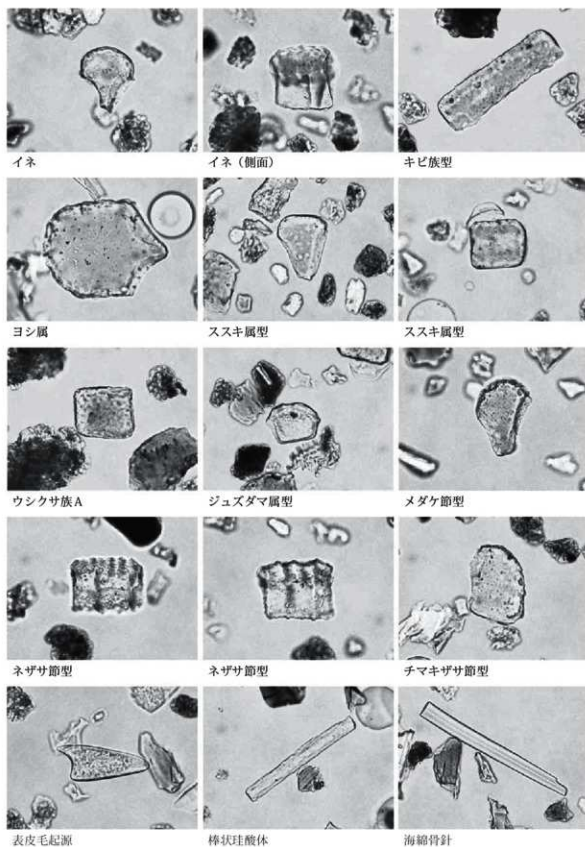 イネ
イネ（側面）
キビ族型
ヨシ属
ススキ属型
ススキ属型
ウシクサ族A
ジュズダマ属型
メダケ節型
ネザサ節型
ネザサ節型
チマキザサ節型
表皮毛起源
棒状珪酸体
海綿骨針